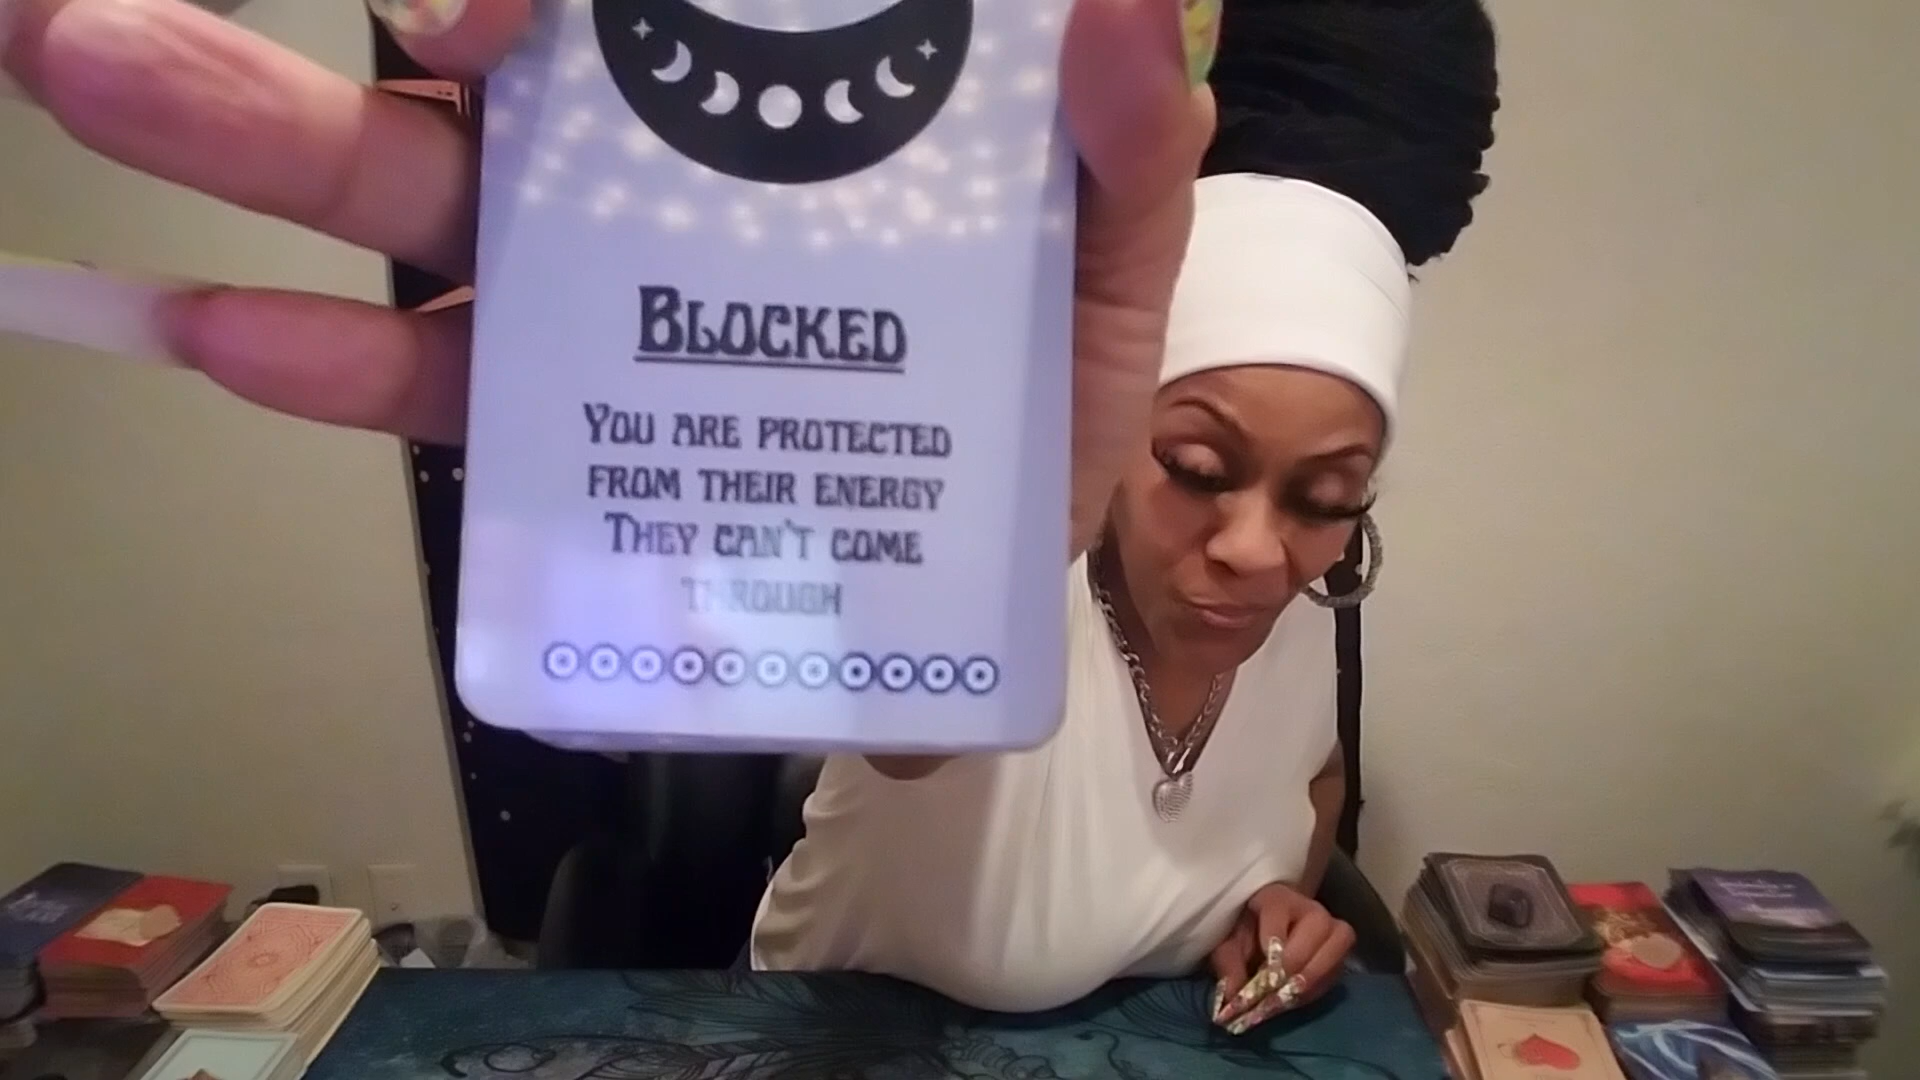 BLOCKED
YOU ARE PROTECTED
FROM THEIR ENERGY
THEY CAN'T COME
THROUGH